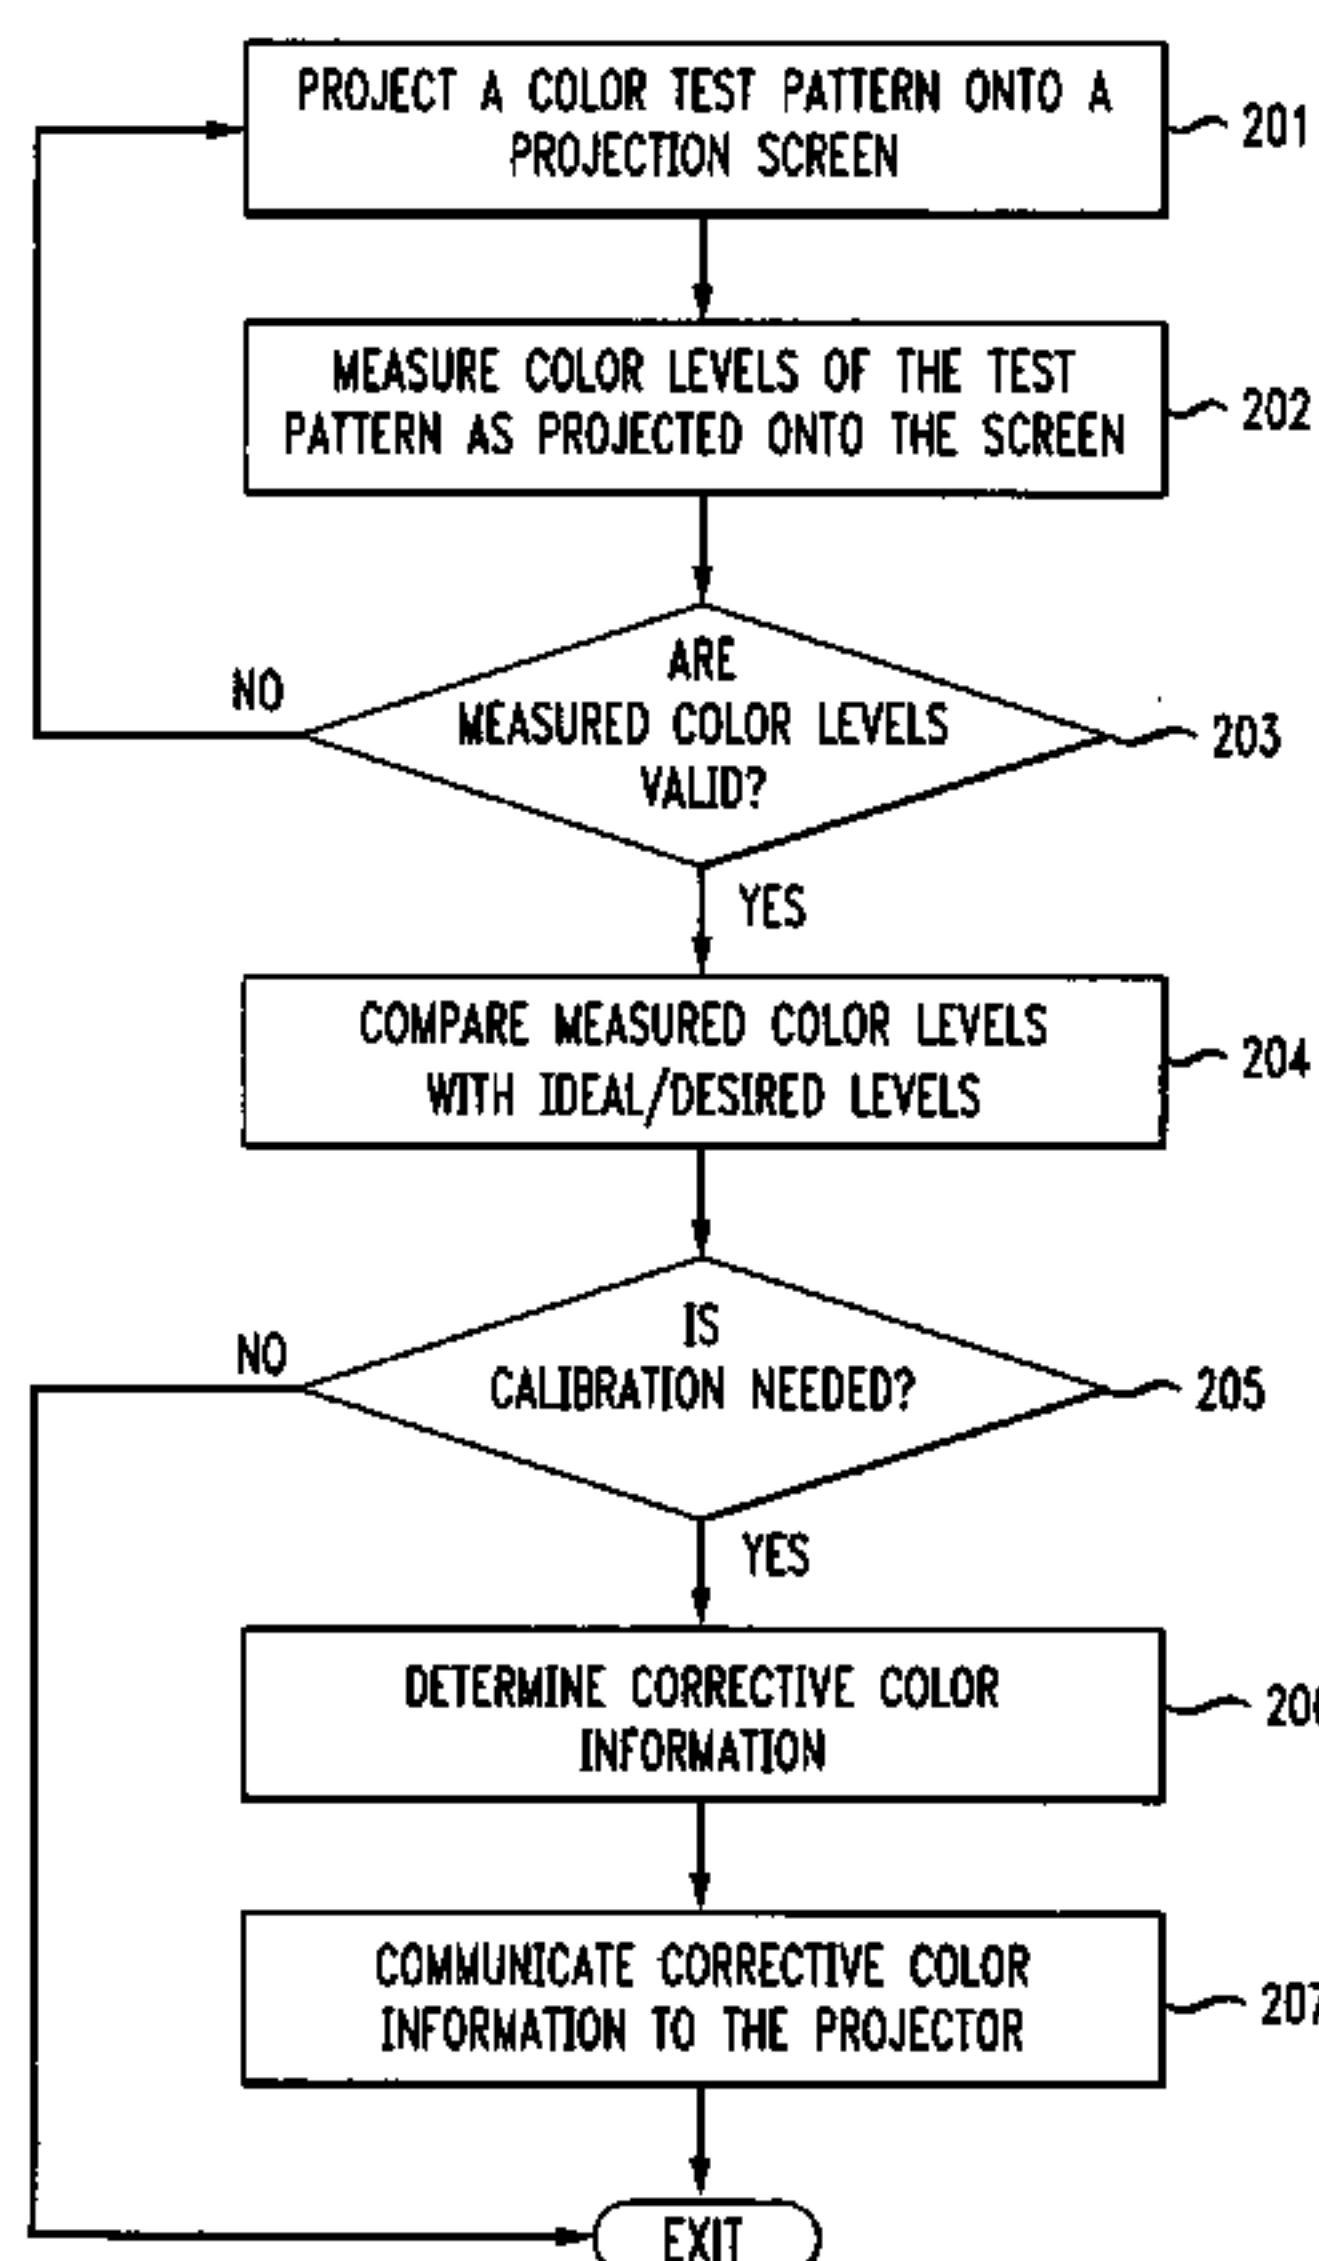 PROJECT A COLOR TEST PATTERN ONTO A
PROJECTION SCREEN
201
MEASURE COLOR LEVELS OF THE TEST
PATTERN AS PROJECTED ONTO THE SCREEN
202
ARE
MEASURED COLOR LEVELS
VALID?
203
NO
YES
COMPARE MEASURED COLOR LEVELS
WITH IDEAL/DESIRED LEVELS
204
IS
CALIBRATION NEEDED?
205
NO
YES
DETERMINE CORRECTIVE COLOR
INFORMATION
206
COMMUNICATE CORRECTIVE COLOR
INFORMATION TO THE PROJECTOR
207
EXIT